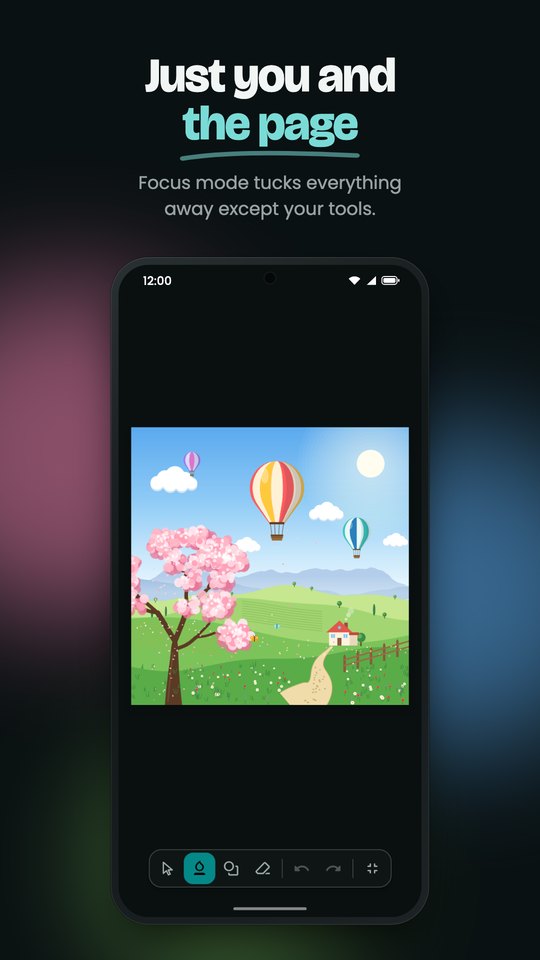 Just you and
the page
Focus mode tucks everything
away except your tools.
12:00